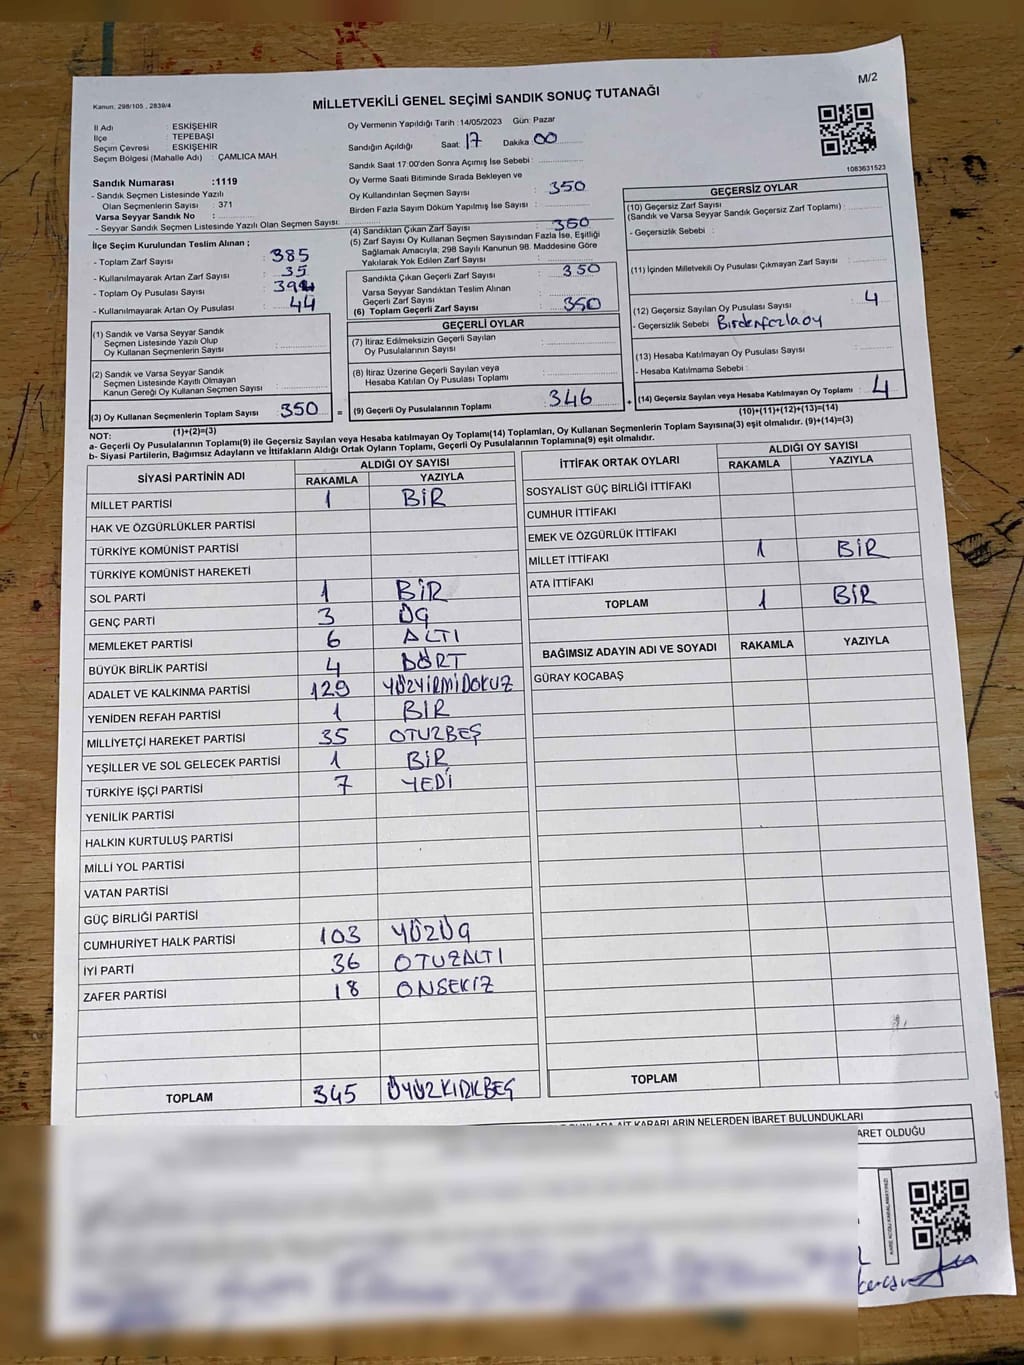 M/2
Kanun, 298/105 , 2839/4
MİLLETVEKİLİ GENEL SEÇİMİ SANDIK SONUÇ TUTANAĞI
İl Adı : ESKİŞEHİR
İlçe : TEPEBAŞI
Seçim Çevresi : ESKİŞEHİR
Seçim Bölgesi (Mahalle Adı) : ÇAMLICA MAH
Sandık Numarası :1119
- Sandık Seçmen Listesinde Yazılı
Olan Seçmenlerin Sayısı : 371
Varsa Seyyar Sandık No :
- Seyyar Sandık Seçmen Listesinde Yazılı Olan Seçmen Sayısı:
Oy Vermenin Yapıldığı Tarih :14/05/2023 Gün: Pazar
Sandığın Açıldığı Saat: 17 Dakika: 00
Sandık Saat 17:00'den Sonra Açımış İse Sebebi :
Oy Verme Saati Bitiminde Sırada Bekleyen ve
Oy Kullandırılan Seçmen Sayısı : 350
Birden Fazla Sayım Döküm Yapılmış İse Sayısı :
1083631523
İlçe Seçim Kurulundan Teslim Alınan ;
- Toplam Zarf Sayısı : 385
- Kullanılmayarak Artan Zarf Sayısı : 35
- Toplam Oy Pusulası Sayısı : 394
- Kullanılmayarak Artan Oy Pusulası : 44
(4) Sandıktan Çıkan Zarf Sayısı : 350
(5) Zarf Sayısı Oy Kullanan Seçmen Sayısından Fazla İse, Eşitliği
Sağlamak Amacıyla, 298 Sayılı Kanunun 98. Maddesine Göre
Yakılarak Yok Edilen Zarf Sayısı :
Sandıkta Çıkan Geçerli Zarf Sayısı : 350
Varsa Seyyar Sandıktan Teslim Alınan
Geçerli Zarf Sayısı :
(6) Toplam Geçerli Zarf Sayısı : 350
GEÇERSİZ OYLAR
(10) Geçersiz Zarf Sayısı
(Sandık ve Varsa Seyyar Sandık Geçersiz Zarf Toplamı) :
- Geçersizlik Sebebi :
(11) İçinden Milletvekili Oy Pusulası Çıkmayan Zarf Sayısı :
(12) Geçersiz Sayılan Oy Pusulası Sayısı : 4
- Geçersizlik Sebebi : Birdenfazlaoy
(13) Hesaba Katılmayan Oy Pusulası Sayısı :
- Hesaba Katılmama Sebebi :
(1) Sandık ve Varsa Seyyar Sandık
Seçmen Listesinde Yazılı Olup
Oy Kullanan Seçmenlerin Sayısı :
(2) Sandık ve Varsa Seyyar Sandık
Seçmen Listesinde Kayıtlı Olmayan
Kanun Gereği Oy Kullanan Seçmen Sayısı :
(3) Oy Kullanan Seçmenlerin Toplam Sayısı : 350
(1)+(2)=(3)
GEÇERLİ OYLAR
(7) İtiraz Edilmeksizin Geçerli Sayılan
Oy Pusulalarının Sayısı :
(8) İtiraz Üzerine Geçerli Sayılan veya
Hesaba Katılan Oy Pusulası Toplamı :
= (9) Geçerli Oy Pusulalarının Toplamı : 346
+ (14) Geçersiz Sayılan veya Hesaba Katılmayan Oy Toplamı : 4
(10)+(11)+(12)+(13)=(14)
NOT:
a- Geçerli Oy Pusulalarının Toplamı(9) ile Geçersiz Sayılan veya Hesaba katılmayan Oy Toplamı(14) Toplamları, Oy Kullanan Seçmenlerin Toplam Sayısına(3) eşit olmalıdır. (9)+(14)=(3)
b- Siyasi Partilerin, Bağımsız Adayların ve İttifakların Aldığı Ortak Oyların Toplamı, Geçerli Oy Pusulalarının Toplamına(9) eşit olmalıdır.
SİYASİ PARTİNİN ADI ALDIĞI OY SAYISI
RAKAMLA YAZIYLA
MİLLET PARTİSİ 1 BİR
HAK VE ÖZGÜRLÜKLER PARTİSİ
TÜRKİYE KOMÜNİST PARTİSİ
TÜRKİYE KOMÜNİST HAREKETİ
SOL PARTİ 1 BİR
GENÇ PARTİ 3 ÜÇ
MEMLEKET PARTİSİ 6 ALTI
BÜYÜK BİRLİK PARTİSİ 4 DÖRT
ADALET VE KALKINMA PARTİSİ 129 YÜZYİRMİDOKUZ
YENİDEN REFAH PARTİSİ 1 BİR
MİLLİYETÇİ HAREKET PARTİSİ 35 OTUZBEŞ
YEŞİLLER VE SOL GELECEK PARTİSİ 1 BİR
TÜRKİYE İŞÇİ PARTİSİ 7 YEDİ
YENİLİK PARTİSİ
HALKIN KURTULUŞ PARTİSİ
MİLLİ YOL PARTİSİ
VATAN PARTİSİ
GÜÇ BİRLİĞİ PARTİSİ
CUMHURİYET HALK PARTİSİ 103 YÜZÜÇ
İYİ PARTİ 36 OTUZALTI
ZAFER PARTİSİ 18 ONSEKİZ
TOPLAM 345 ÜYÜZKIRKBEŞ
İTTİFAK ORTAK OYLARI ALDIĞI OY SAYISI
RAKAMLA YAZIYLA
SOSYALİST GÜÇ BİRLİĞİ İTTİFAKI
CUMHUR İTTİFAKI
EMEK VE ÖZGÜRLÜK İTTİFAKI
MİLLET İTTİFAKI 1 BİR
ATA İTTİFAKI
TOPLAM 1 BİR
BAĞIMSIZ ADAYIN ADI VE SOYADI RAKAMLA YAZIYLA
GÜRAY KOCABAŞ
TOPLAM
AİT KARARLARIN NELERDEN İBARET BULUNDUKLARI
OLDUĞU